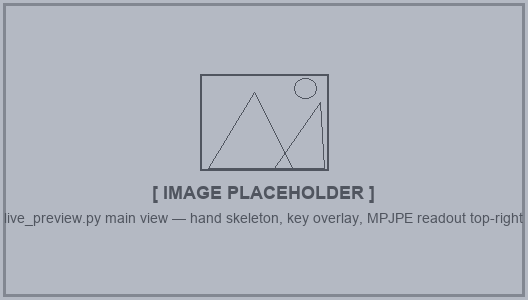 [ IMAGE PLACEHOLDER ]
live_preview.py main view — hand skeleton, key overlay, MPJPE readout top-right